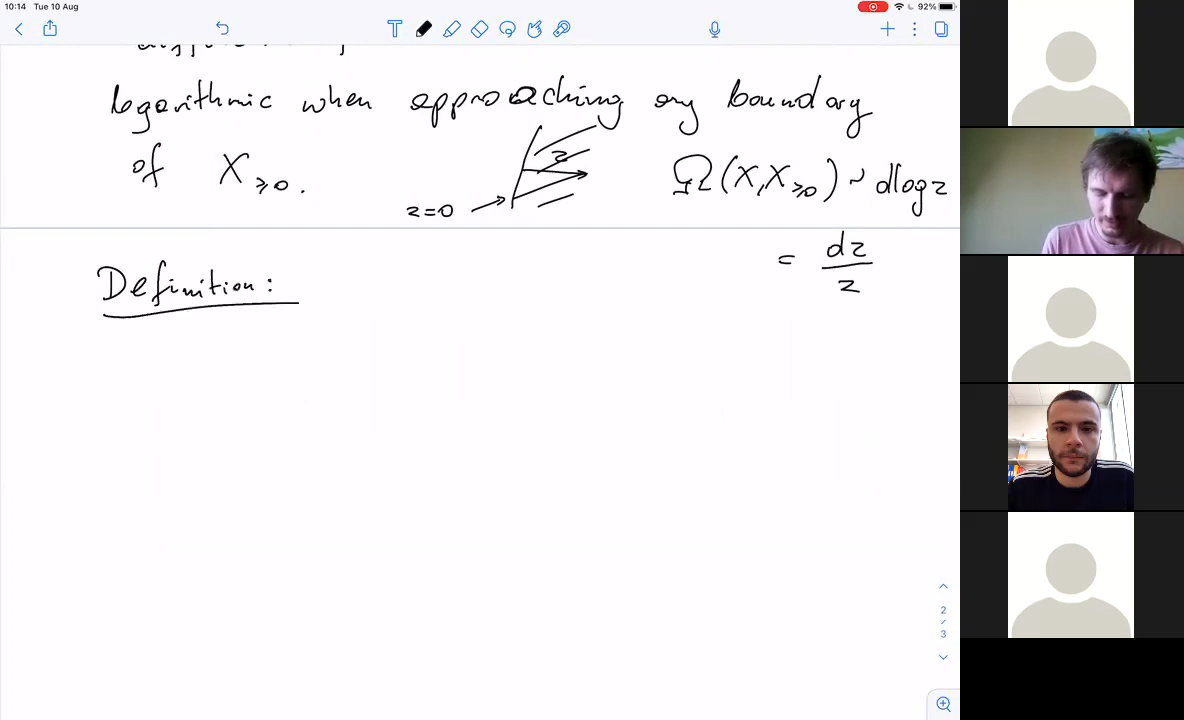 10:14 Tue 10 Aug
92%
logarithmic when approaching any boundary
of X≥0.
z
z=0
Ω(X,X≥0) ~ dlogz
= dz/z
Definition:
2
/
3